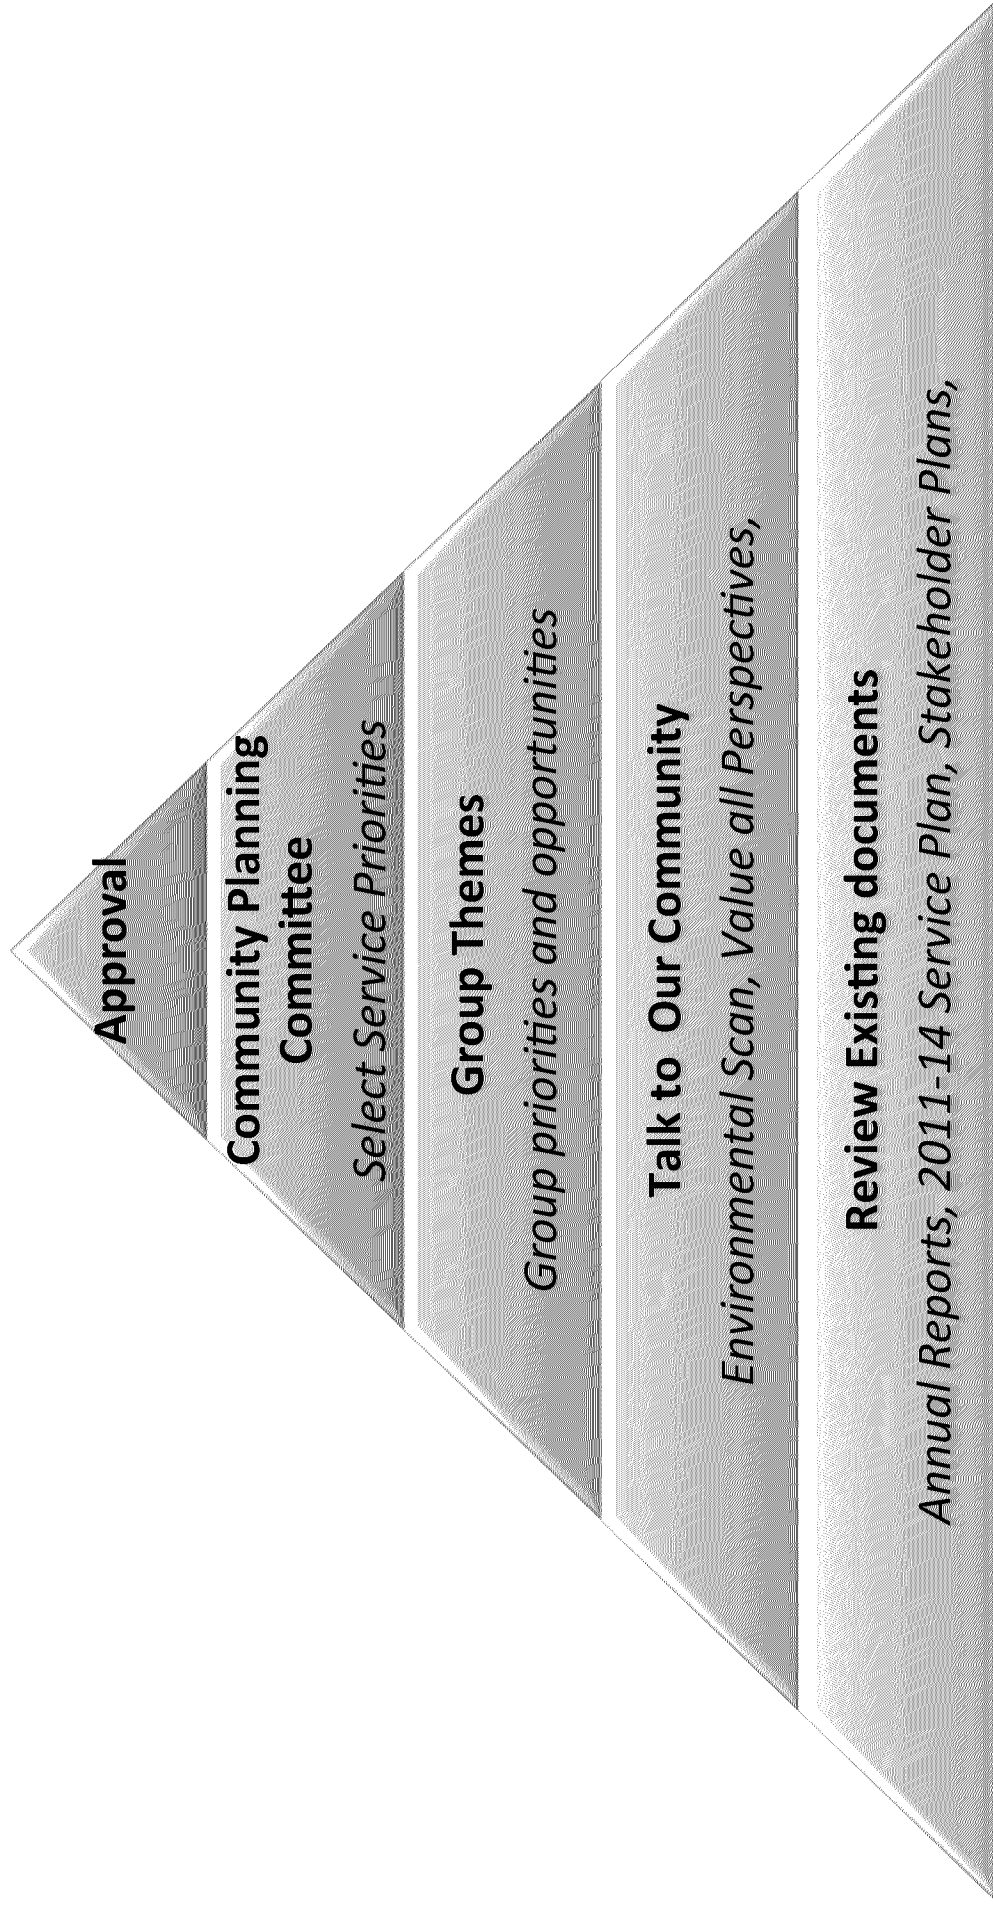 Approval
Community Planning
Committee
Select Service Priorities
Group Themes
Group priorities and opportunities
Talk to Our Community
Environmental Scan, Value all Perspectives,
Review Existing documents
Annual Reports, 2011-14 Service Plan, Stakeholder Plans,